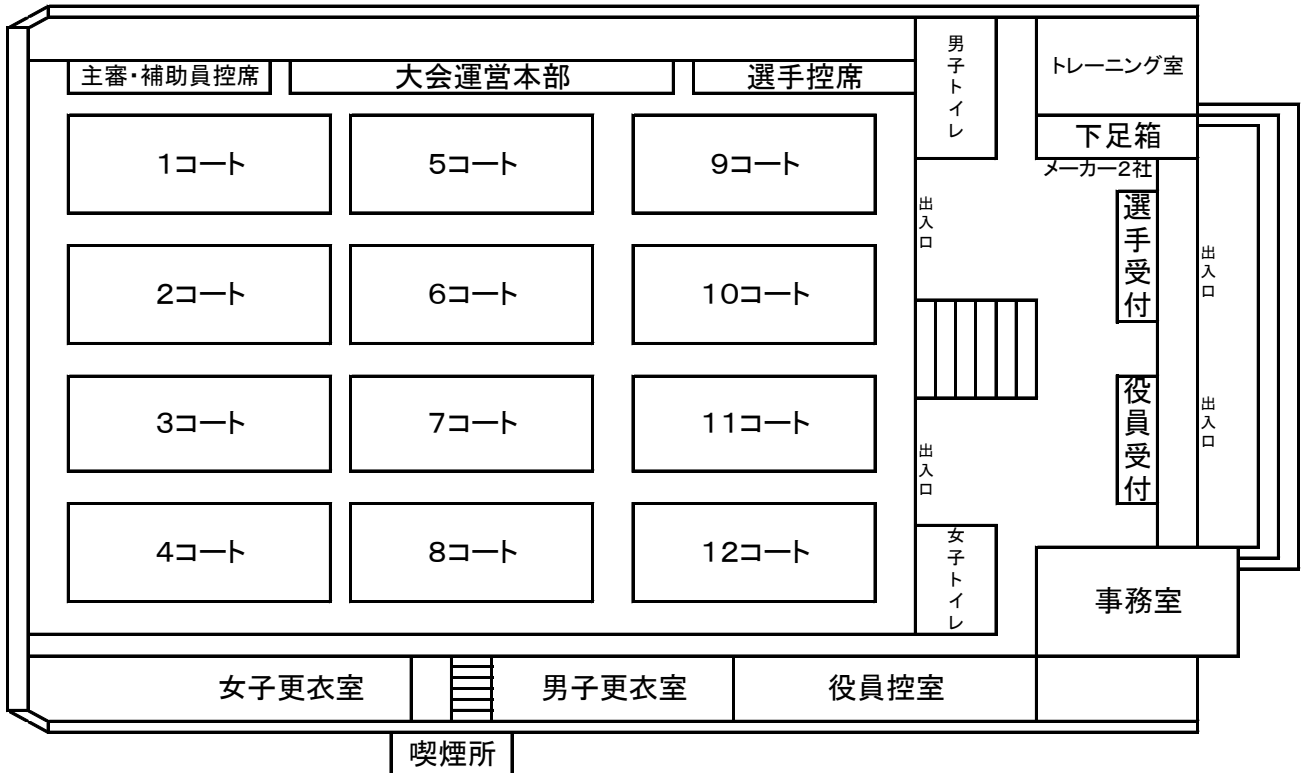 男子トイレ
トレーニング室
主審・補助員控席
大会運営本部
選手控席
下足箱
メーカー2社
1コート
5コート
9コート
選手受付
出入口
出入口
2コート
6コート
10コート
3コート
7コート
11コート
役員受付
出入口
出入口
4コート
8コート
12コート
女子トイレ
事務室
女子更衣室
男子更衣室
役員控室
喫煙所